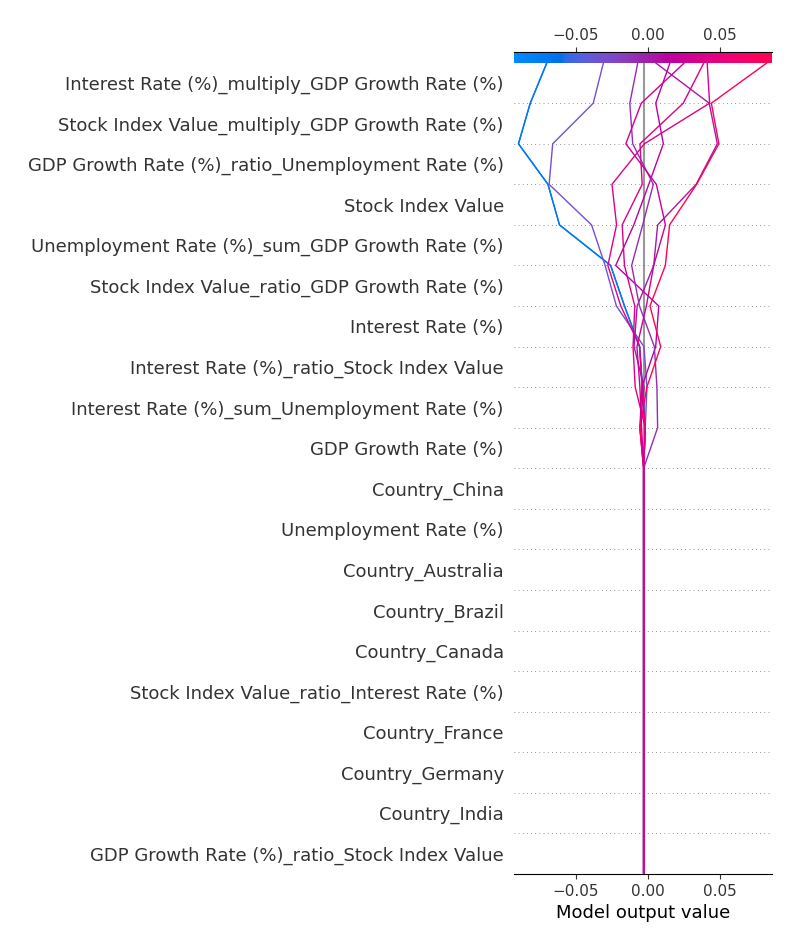 −0.05 0.00 0.05
Interest Rate (%)_multiply_GDP Growth Rate (%)
Stock Index Value_multiply_GDP Growth Rate (%)
GDP Growth Rate (%)_ratio_Unemployment Rate (%)
Stock Index Value
Unemployment Rate (%)_sum_GDP Growth Rate (%)
Stock Index Value_ratio_GDP Growth Rate (%)
Interest Rate (%)
Interest Rate (%)_ratio_Stock Index Value
Interest Rate (%)_sum_Unemployment Rate (%)
GDP Growth Rate (%)
Country_China
Unemployment Rate (%)
Country_Australia
Country_Brazil
Country_Canada
Stock Index Value_ratio_Interest Rate (%)
Country_France
Country_Germany
Country_India
GDP Growth Rate (%)_ratio_Stock Index Value
−0.05 0.00 0.05
Model output value